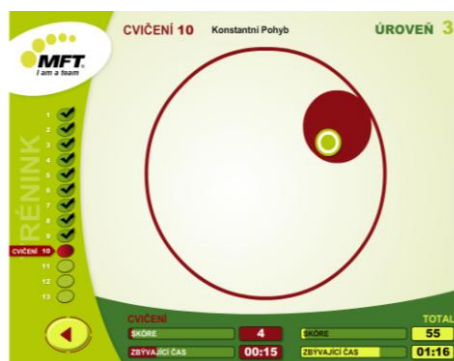 CVIČENÍ 10
Konstantní Pohyb
ÚROVEŇ 3
MFT
I am a team
TRÉNINK
1
2
3
4
5
6
7
8
9
CVIČENÍ 10
11
12
13
CVIČENÍ
TOTAL
SKÓRE 4
SKÓRE 55
ZBÝVAJÍCÍ ČAS 00:15
ZBÝVAJÍCÍ ČAS 01:16